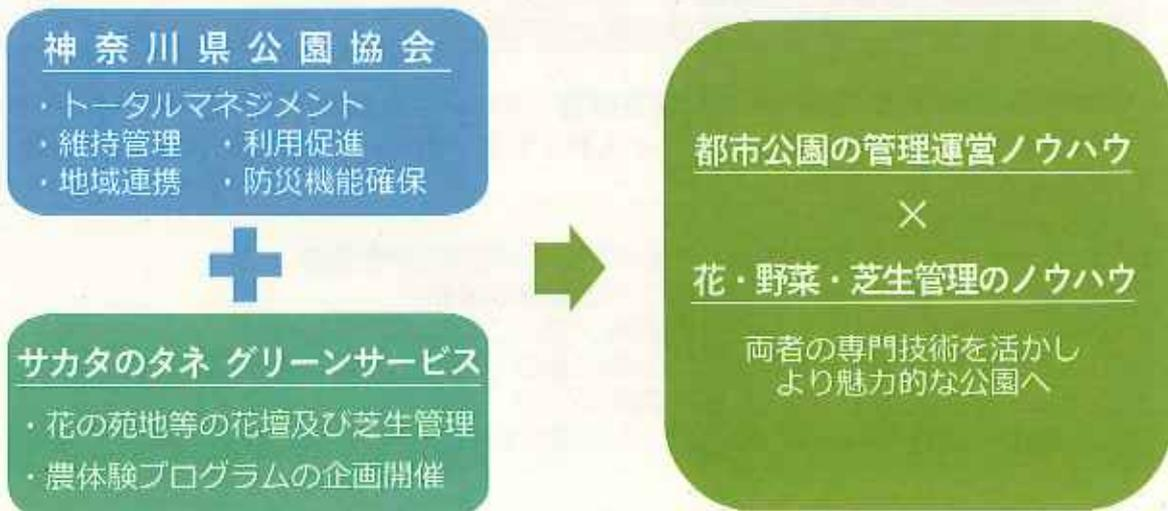 神奈川県公園協会
・トータルマネジメント
・維持管理 ・利用促進
・地域連携 ・防災機能確保
サカタのタネ グリーンサービス
・花の苑地等の花壇及び芝生管理
・農体験プログラムの企画開催
都市公園の管理運営ノウハウ
×
花・野菜・芝生管理のノウハウ
両者の専門技術を活かし
より魅力的な公園へ